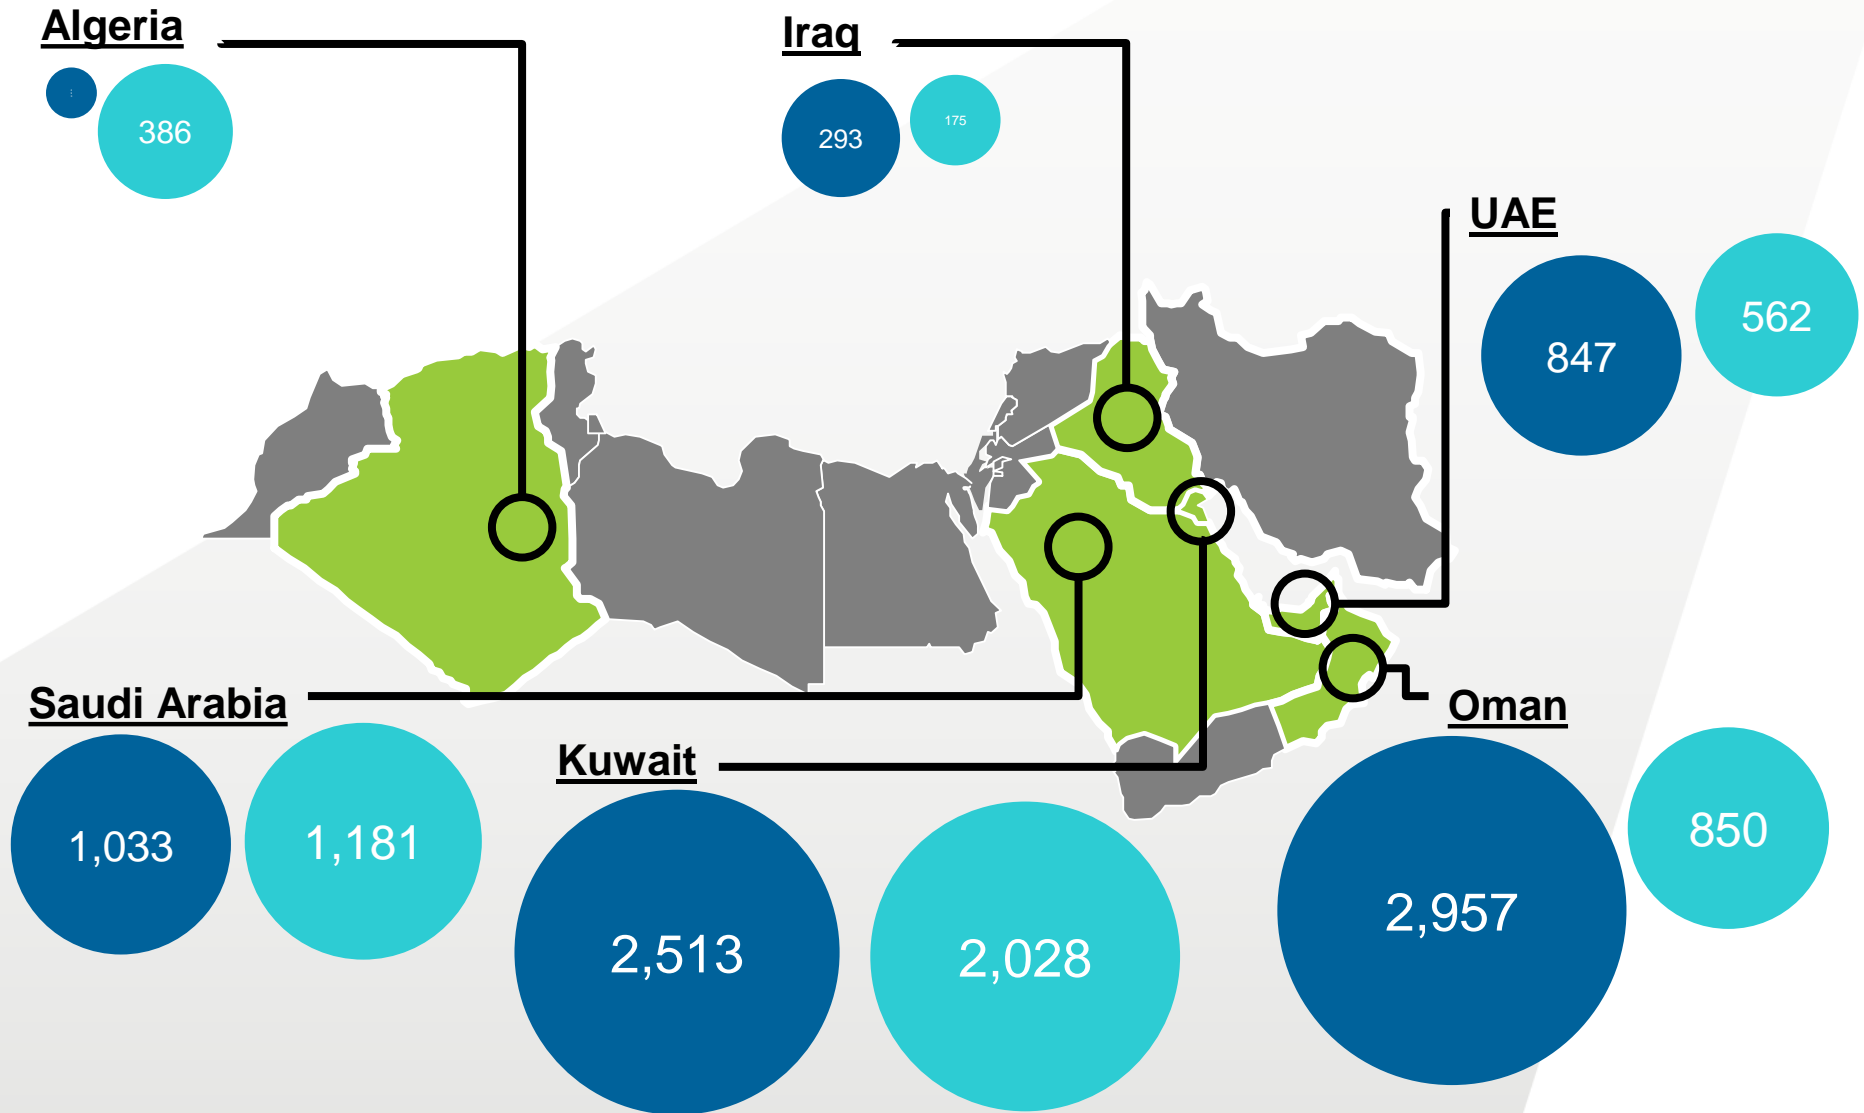 Algeria
386
Iraq
293
175
UAE
847
562
Saudi Arabia
1,033
1,181
Kuwait
2,513
2,028
Oman
2,957
850